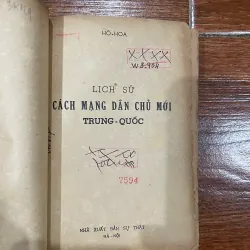 HỒ-HOA
XXXX
LỊCH SỬ
CÁCH MẠNG DÂN CHỦ MỚI
TRUNG-QUỐC
7594
NHÀ XUẤT BẢN SỰ THẬT
HÀ-NỘI